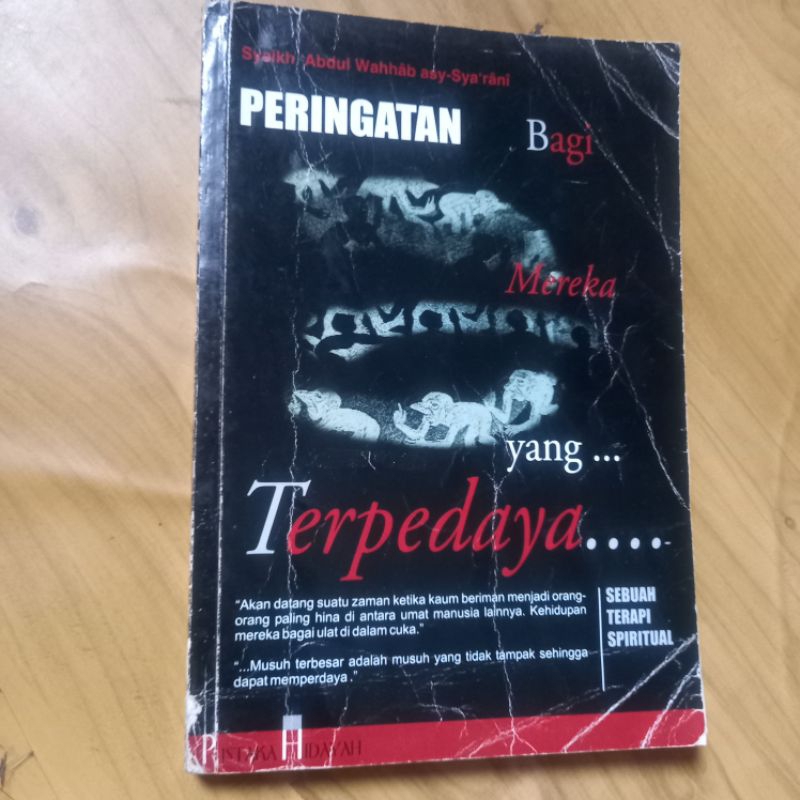 Syaikh 'Abdul Wahhâb asy-Sya'rânî
PERINGATAN
Bagi
Mereka
yang ...
Terpedaya....
"Akan datang suatu zaman ketika kaum beriman menjadi orang-
orang paling hina di antara umat manusia lainnya. Kehidupan
mereka bagai ulat di dalam cuka."
"...Musuh terbesar adalah musuh yang tidak tampak sehingga
dapat memperdaya."
SEBUAH
TERAPI
SPIRITUAL
PUSTAKA HIDAYAH